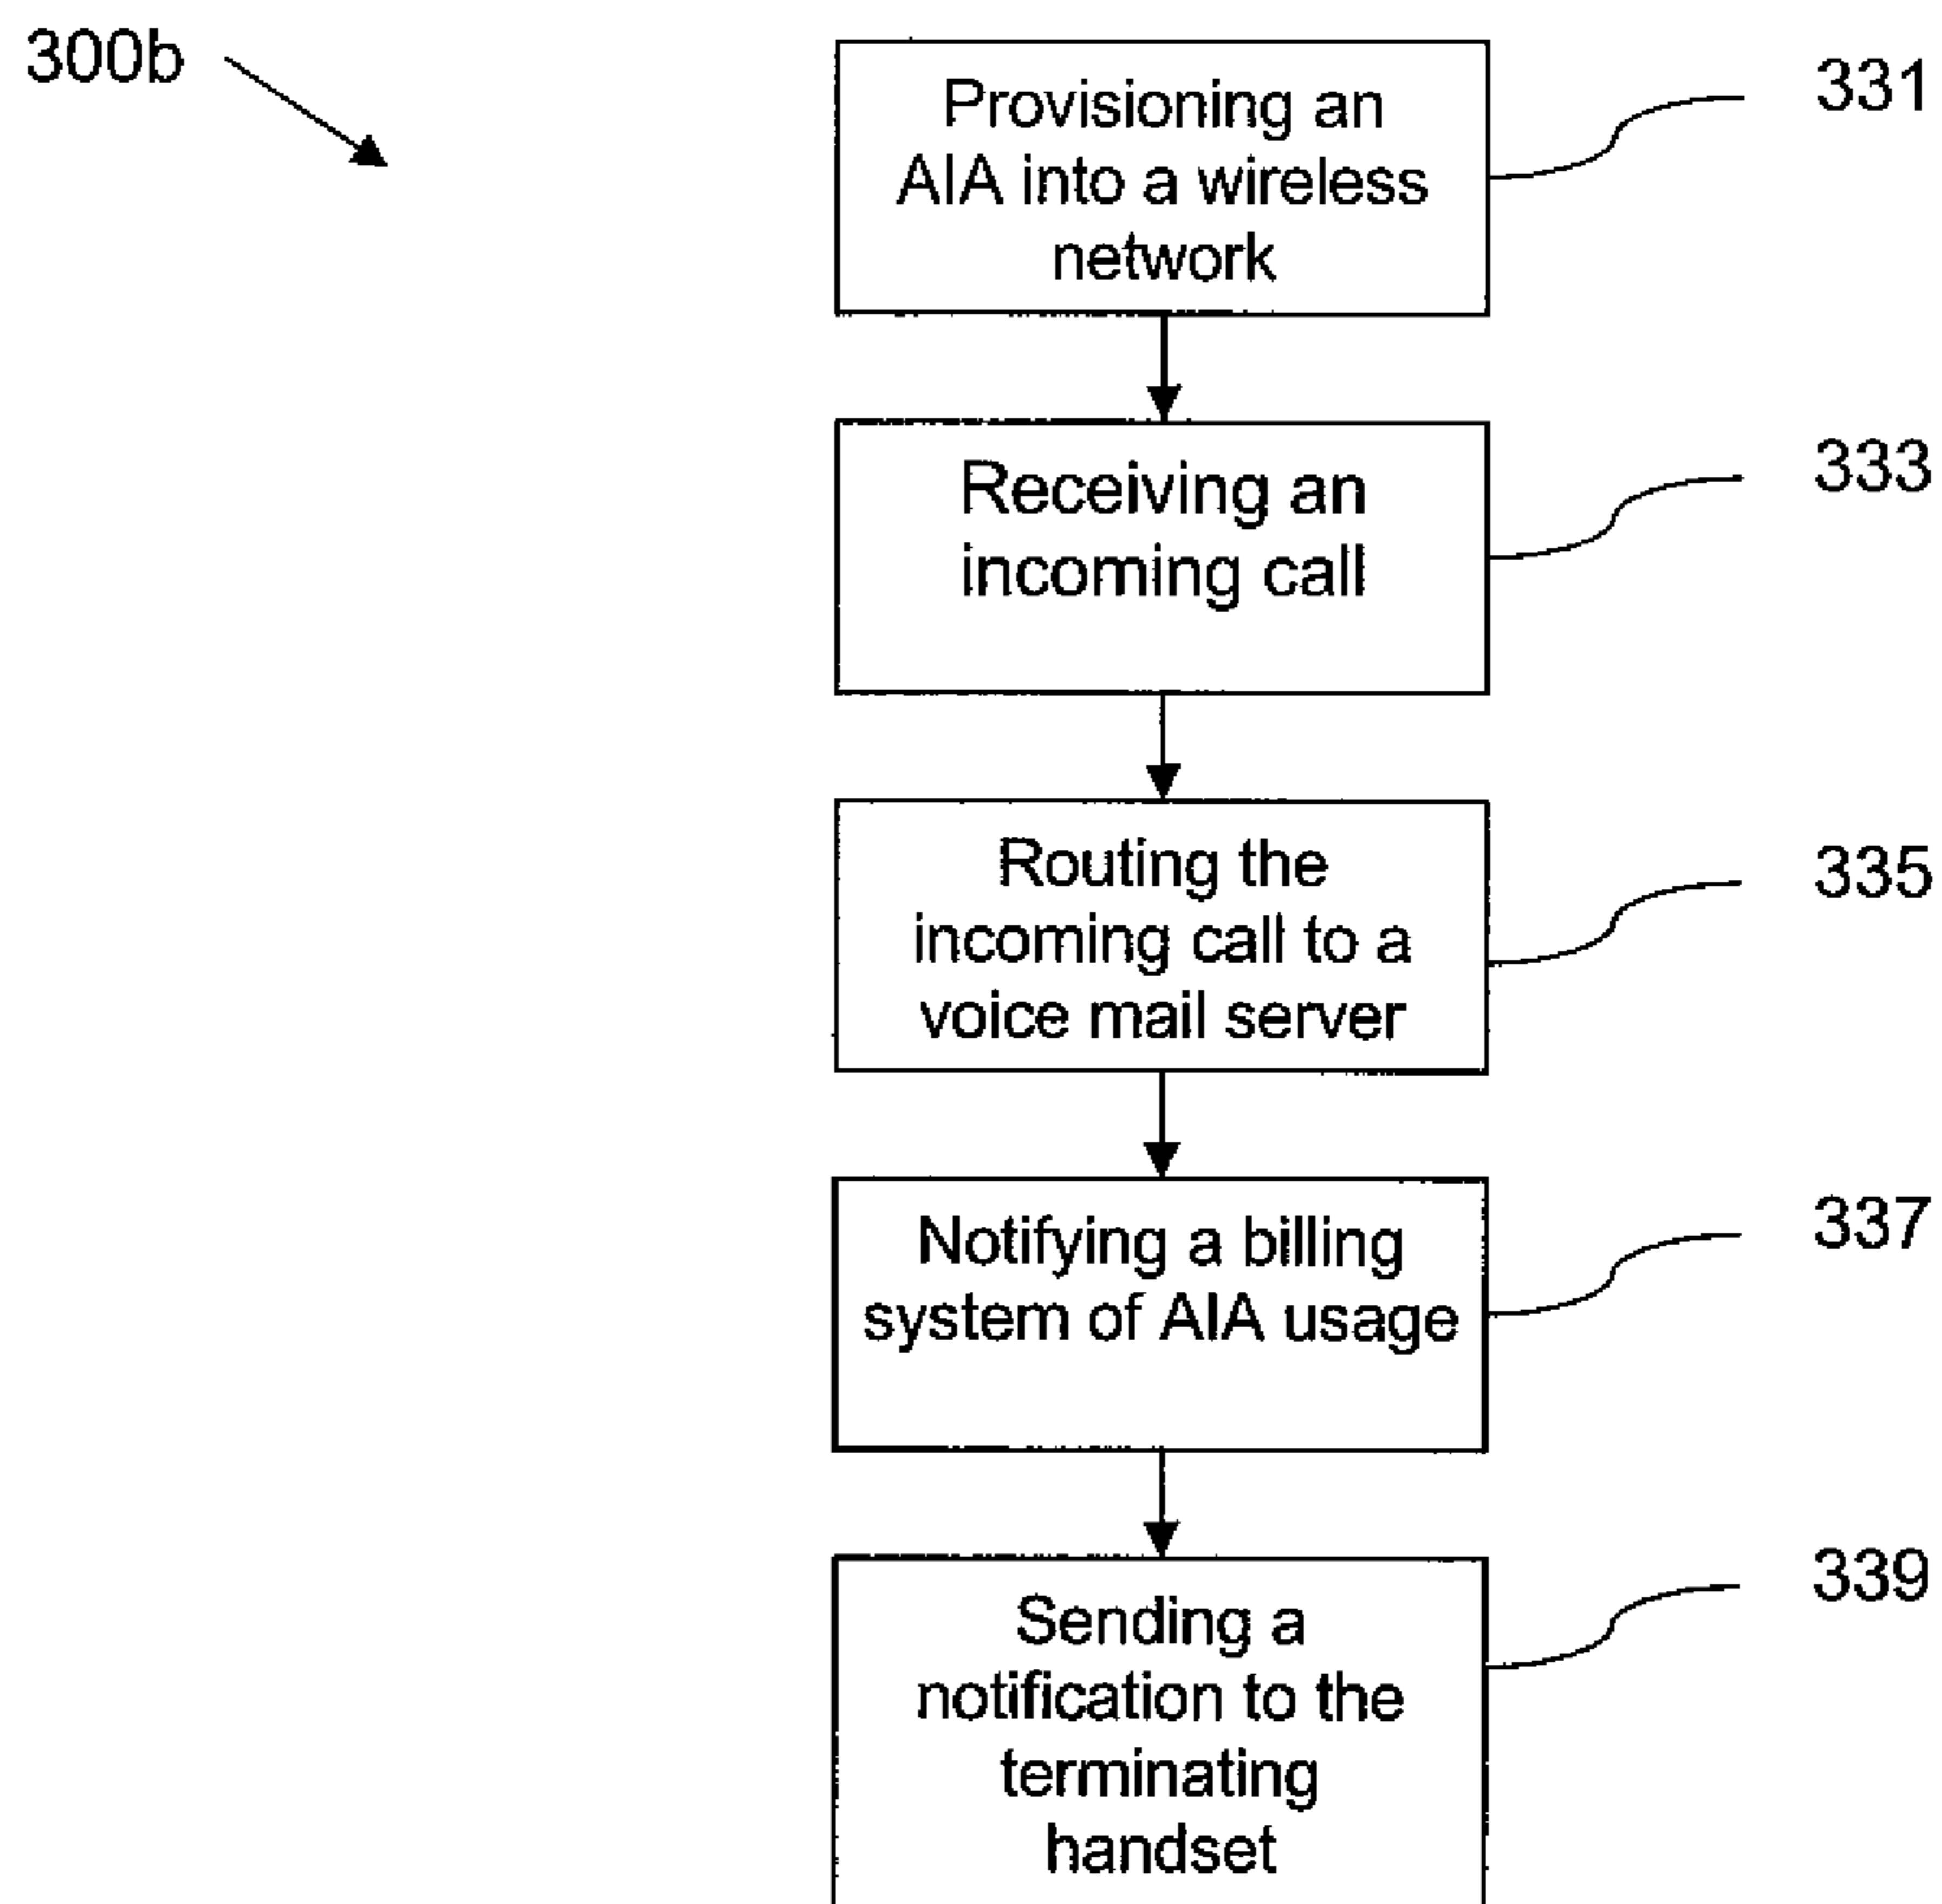 300b
Provisioning an
AIA into a wireless
network
331
Receiving an
incoming call
333
Routing the
incoming call to a
voice mail server
335
Notifying a billing
system of AIA usage
337
Sending a
notification to the
terminating
handset
339